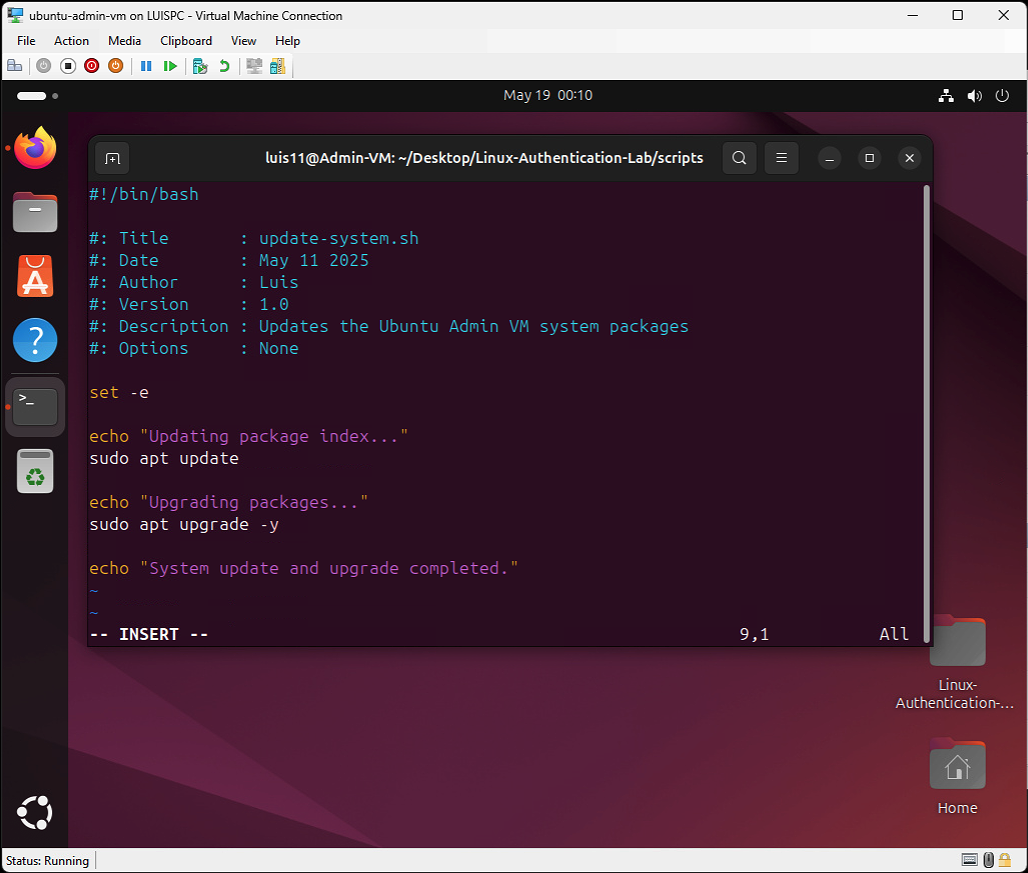 ubuntu-admin-vm on LUISPC - Virtual Machine Connection
File Action Media Clipboard View Help
May 19 00:10
luis11@Admin-VM: ~/Desktop/Linux-Authentication-Lab/scripts
#!/bin/bash
#: Title       : update-system.sh
#: Date        : May 11 2025
#: Author      : Luis
#: Version     : 1.0
#: Description : Updates the Ubuntu Admin VM system packages
#: Options     : None
set -e
echo "Updating package index..."
sudo apt update
echo "Upgrading packages..."
sudo apt upgrade -y
echo "System update and upgrade completed."
~
~
-- INSERT -- 9,1 All
Linux-
Authentication-...
Home
Status: Running